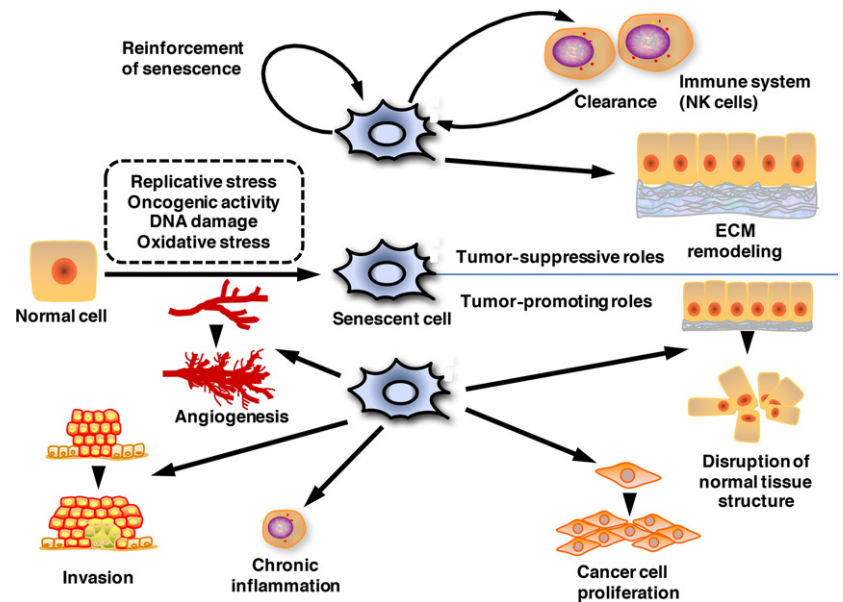 Reinforcement
of senescence
Clearance
Immune system
(NK cells)
Replicative stress
Oncogenic activity
DNA damage
Oxidative stress
ECM
remodeling
Normal cell
Senescent cell
Tumor-suppressive roles
Tumor-promoting roles
Angiogenesis
Disruption of
normal tissue
structure
Invasion
Chronic
inflammation
Cancer cell
proliferation